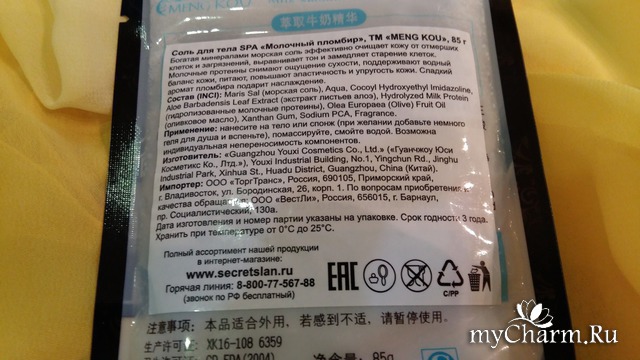 MENG KOU
萃取牛奶精华
Соль для тела SPA «Молочный пломбир», ТМ «MENG KOU», 85 г
Богатая минералами морская соль эффективно очищает кожу от отмерших
клеток и загрязнений, выравнивает тон и замедляет старение клеток.
Молочные протеины снимают ощущение сухости, поддерживают водный
баланс кожи, питают, повышают эластичность и упругость кожи. Сладкий
аромат пломбира подарит наслаждение.
Состав (INCI): Maris Sal (морская соль), Aqua, Cocoyl Hydroxyethyl Imidazoline,
Aloe Barbadensis Leaf Extract (экстракт листьев алоэ), Hydrolyzed Milk Protein
(гидролизованные молочные протеины), Olea Europaea (Olive) Fruit Oil
(оливковое масло), Xanthan Gum, Sodium PCA, Fragrance.
Применение: нанесите на тело или спонж (при желании добавьте немного
геля для душа и вспеньте), помассируйте, смойте водой. Возможна
индивидуальная непереносимость компонентов.
Изготовитель: «Guangzhou Youxi Cosmetics Co., Ltd.» («Гуанчжоу Юси
Косметикс Ко., Лтд.»), Youxi Industrial Building, No.1, Yingchun Rd., Jinghu
Industrial Park, Xinhua St., Huadu District, Guangzhou, China (Китай).
Импортер: ООО «ТоргТранс», Россия, 690105, Приморский край,
г. Владивосток, ул. Бородинская, 26, корп. 1. По вопросам приобретения и
качества обращаться: ООО «ВестЛи», Россия, 656015, г. Барнаул,
пр. Социалистический, 130а.
Дата изготовления и номер партии указаны на упаковке. Срок годности 3 года.
Хранить при температуре от 0°С до 25°С.
Полный ассортимент нашей продукции
в интернет-магазине:
www.secretslan.ru
Горячая линия: 8-800-77-567-88
(звонок по РФ бесплатный)
EAC
C/PP
注意事项: 本品适合外用，若感到不适，请暂停使用。
生产许可证: XK16-108 6359
净含量: 85g
myCharm.Ru